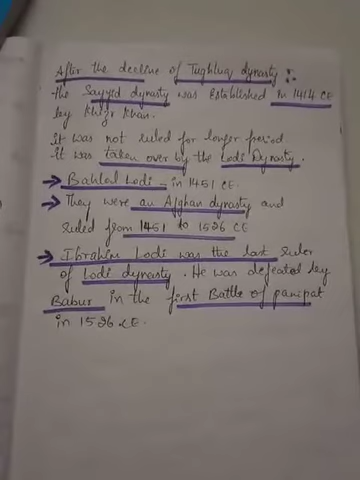 After the decline of Tughluq dynasty :-
the Sayyid dynasty was established in 1414 CE
by Khizr Khan.
it was not ruled for longer period.
it was taken over by the Lodi Dynasty.
→ Bahlal Lodi - in 1451 CE.
→ They were an Afghan dynasty and
ruled from 1451 to 1526 CE
→ Ibrahim Lodi was the last ruler
of Lodi dynasty. He was defeated by
Babur in the first Battle of panipat
in 1526 CE.